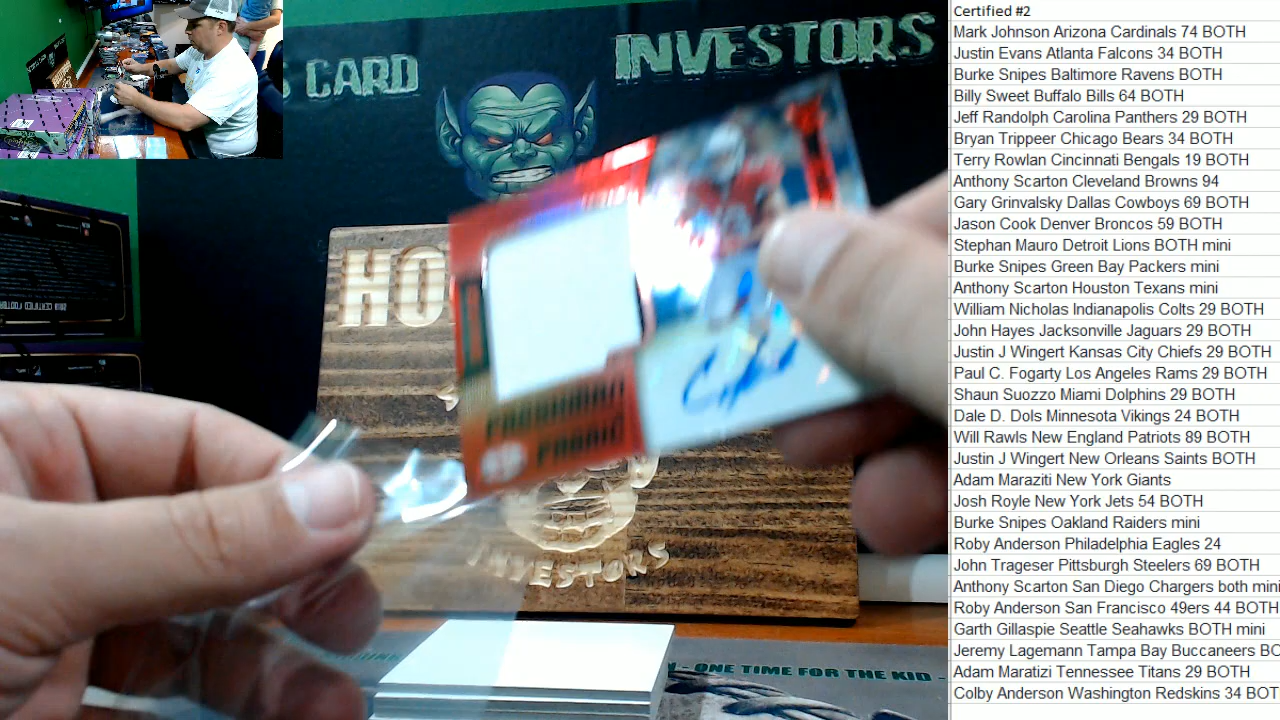 S CARD
INVESTORS
HO
INVESTORS
FRESHMAN
FABRIC
- ONE TIME FOR THE KID -
Certified #2
Mark Johnson Arizona Cardinals 74 BOTH
Justin Evans Atlanta Falcons 34 BOTH
Burke Snipes Baltimore Ravens BOTH
Billy Sweet Buffalo Bills 64 BOTH
Jeff Randolph Carolina Panthers 29 BOTH
Bryan Trippeer Chicago Bears 34 BOTH
Terry Rowlan Cincinnati Bengals 19 BOTH
Anthony Scarton Cleveland Browns 94
Gary Grinvalsky Dallas Cowboys 69 BOTH
Jason Cook Denver Broncos 59 BOTH
Stephan Mauro Detroit Lions BOTH mini
Burke Snipes Green Bay Packers mini
Anthony Scarton Houston Texans mini
William Nicholas Indianapolis Colts 29 BOTH
John Hayes Jacksonville Jaguars 29 BOTH
Justin J Wingert Kansas City Chiefs 29 BOTH
Paul C. Fogarty Los Angeles Rams 29 BOTH
Shaun Suozzo Miami Dolphins 29 BOTH
Dale D. Dols Minnesota Vikings 24 BOTH
Will Rawls New England Patriots 89 BOTH
Justin J Wingert New Orleans Saints BOTH
Adam Maraziti New York Giants
Josh Royle New York Jets 54 BOTH
Burke Snipes Oakland Raiders mini
Roby Anderson Philadelphia Eagles 24
John Trageser Pittsburgh Steelers 69 BOTH
Anthony Scarton San Diego Chargers both mini
Roby Anderson San Francisco 49ers 44 BOTH
Garth Gillaspie Seattle Seahawks BOTH mini
Jeremy Lagemann Tampa Bay Buccaneers BO
Adam Maratizi Tennessee Titans 29 BOTH
Colby Anderson Washington Redskins 34 BOT